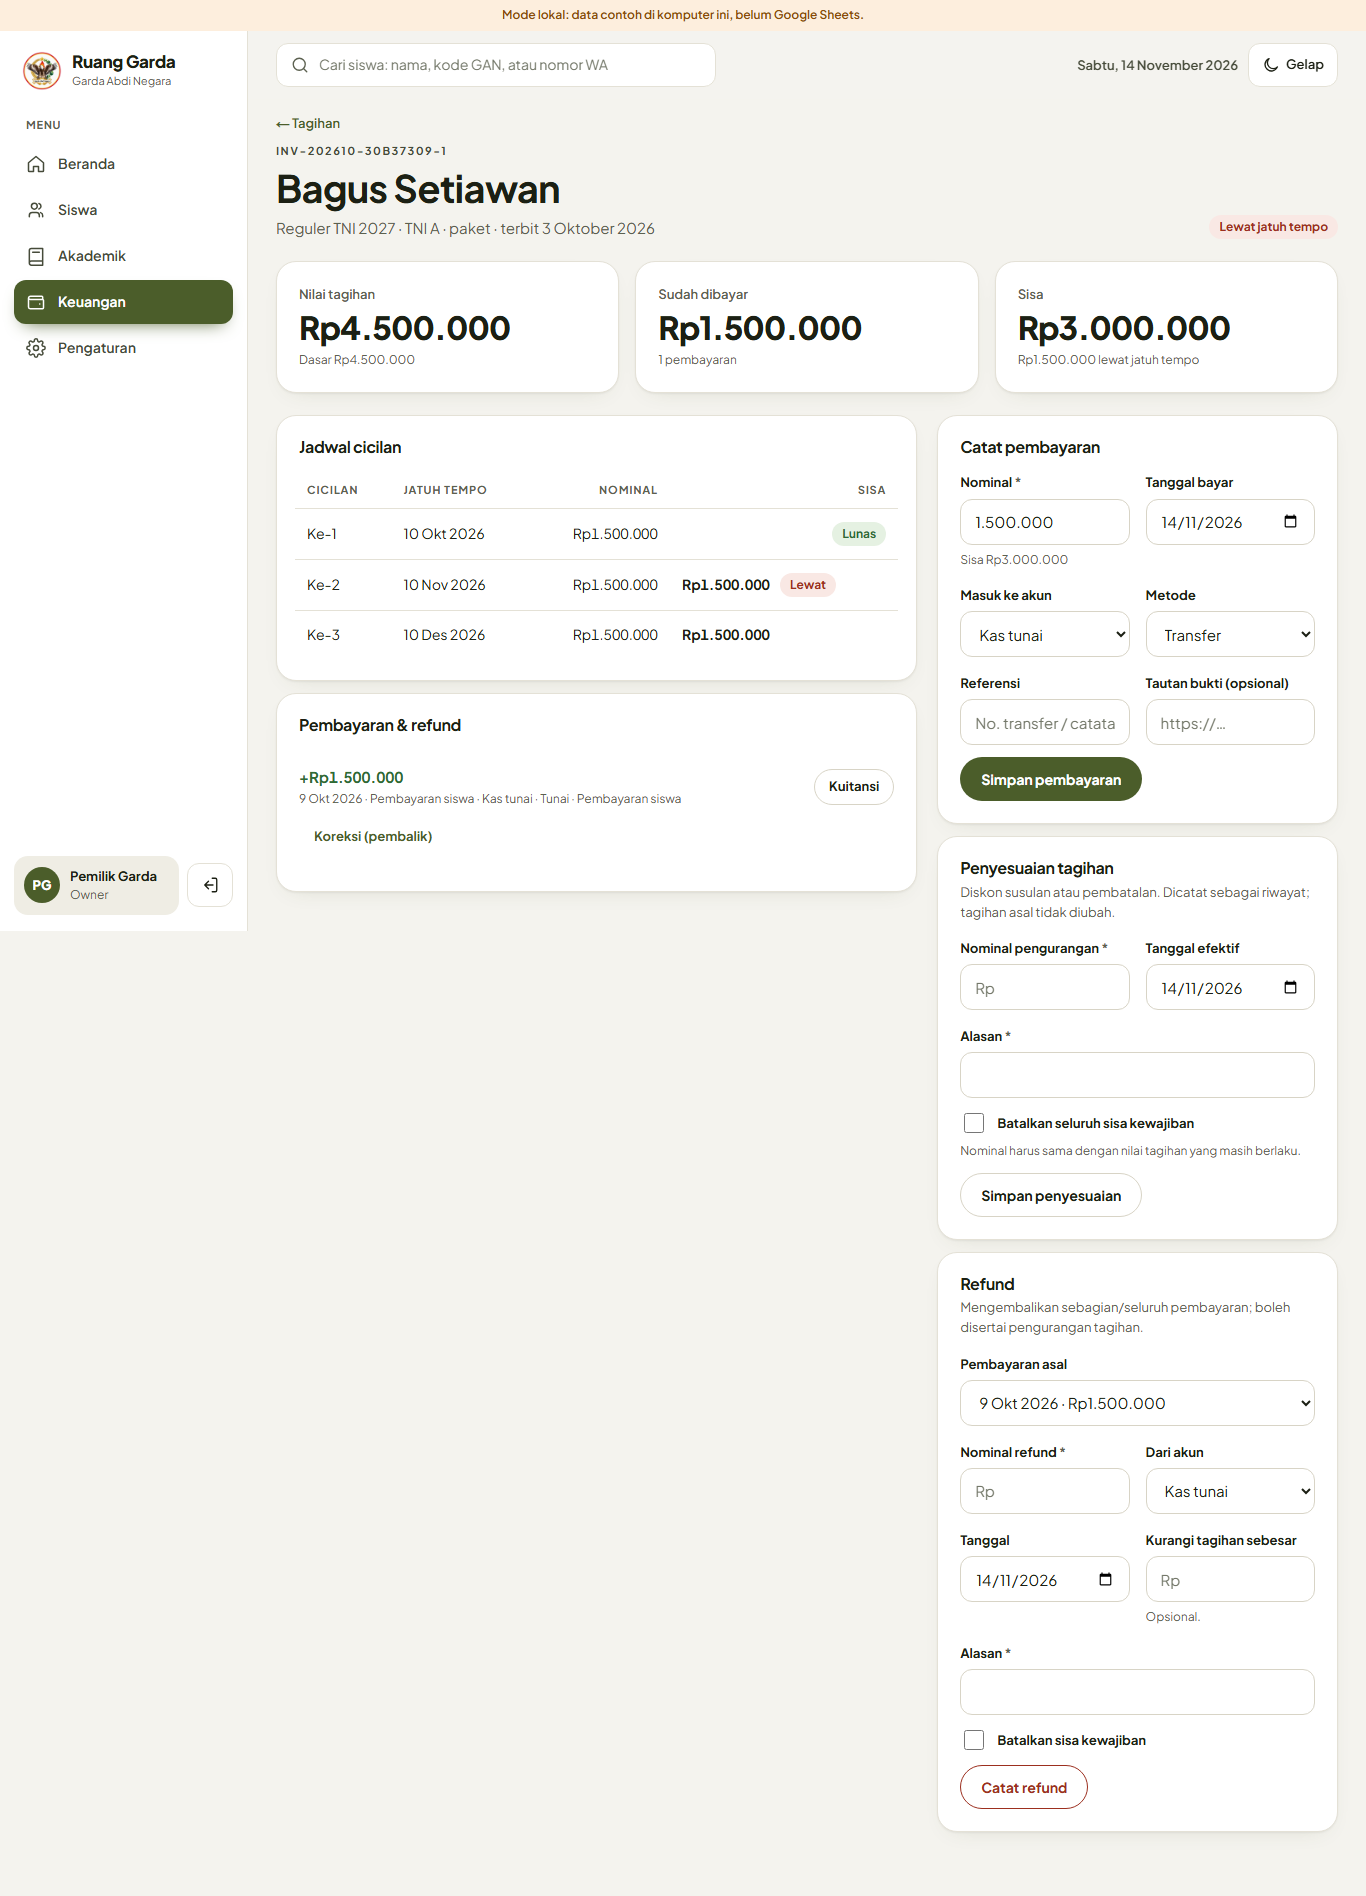 Mode lokal: data contoh di komputer ini, belum Google Sheets.
Ruang Garda
Garda Abdi Negara
MENU
Beranda
Siswa
Akademik
Keuangan
Pengaturan
PG
Pemilik Garda
Owner
Cari siswa: nama, kode GAN, atau nomor WA
Sabtu, 14 November 2026
Gelap
← Tagihan
INV-202610-30B37309-1
Bagus Setiawan
Reguler TNI 2027 · TNI A · paket · terbit 3 Oktober 2026
Lewat jatuh tempo
Nilai tagihan
Rp4.500.000
Dasar Rp4.500.000
Sudah dibayar
Rp1.500.000
1 pembayaran
Sisa
Rp3.000.000
Rp1.500.000 lewat jatuh tempo
Jadwal cicilan
CICILAN JATUH TEMPO NOMINAL SISA
Ke-1 10 Okt 2026 Rp1.500.000 Lunas
Ke-2 10 Nov 2026 Rp1.500.000 Rp1.500.000 Lewat
Ke-3 10 Des 2026 Rp1.500.000 Rp1.500.000
Pembayaran & refund
+Rp1.500.000
9 Okt 2026 · Pembayaran siswa · Kas tunai · Tunai · Pembayaran siswa
Kuitansi
Koreksi (pembalik)
Catat pembayaran
Nominal * Tanggal bayar
1.500.000 14/11/2026
Sisa Rp3.000.000
Masuk ke akun Metode
Kas tunai Transfer
Referensi Tautan bukti (opsional)
No. transfer / catata https://…
Simpan pembayaran
Penyesuaian tagihan
Diskon susulan atau pembatalan. Dicatat sebagai riwayat;
tagihan asal tidak diubah.
Nominal pengurangan * Tanggal efektif
Rp 14/11/2026
Alasan *
Batalkan seluruh sisa kewajiban
Nominal harus sama dengan nilai tagihan yang masih berlaku.
Simpan penyesuaian
Refund
Mengembalikan sebagian/seluruh pembayaran; boleh
disertai pengurangan tagihan.
Pembayaran asal
9 Okt 2026 · Rp1.500.000
Nominal refund * Dari akun
Rp Kas tunai
Tanggal Kurangi tagihan sebesar
14/11/2026 Rp
Opsional.
Alasan *
Batalkan sisa kewajiban
Catat refund